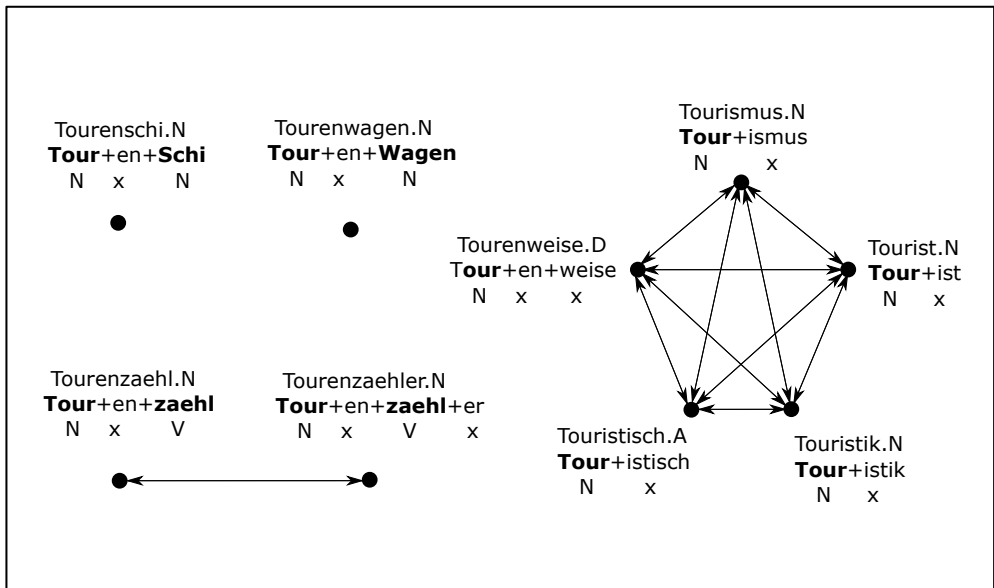 Tourenschi.N
Tour+en+Schi
N x N
Tourenwagen.N
Tour+en+Wagen
N x N
Tourismus.N
Tour+ismus
N x
Tourenweise.D
Tour+en+weise
N x x
Tourist.N
Tour+ist
N x
Tourenzaehl.N
Tour+en+zaehl
N x V
Tourenzaehler.N
Tour+en+zaehl+er
N x V x
Touristisch.A
Tour+istisch
N x
Touristik.N
Tour+istik
N x